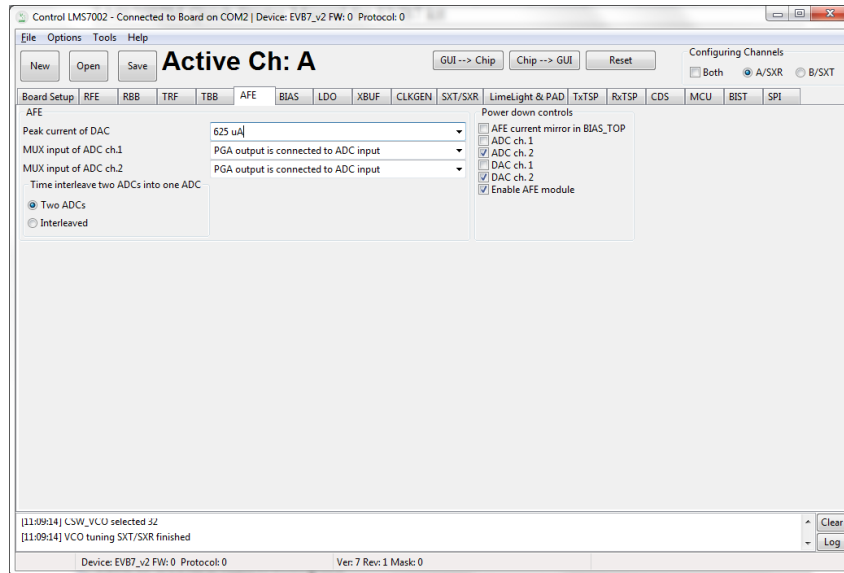 Control LMS7002 - Connected to Board on COM2 | Device: EVB7_v2 FW: 0 Protocol: 0
File Options Tools Help
New Open Save Active Ch: A GUI --> Chip Chip --> GUI Reset
Configuring Channels
Both A/SXR B/SXT
Board Setup RFE RBB TRF TBB AFE BIAS LDO XBUF CLKGEN SXT/SXR LimeLight & PAD TxTSP RxTSP CDS MCU BIST SPI
AFE
Peak current of DAC 625 uA
MUX input of ADC ch.1 PGA output is connected to ADC input
MUX input of ADC ch.2 PGA output is connected to ADC input
Time interleave two ADCs into one ADC
Two ADCs
Interleaved
Power down controls
AFE current mirror in BIAS_TOP
ADC ch. 1
ADC ch. 2
DAC ch. 1
DAC ch. 2
Enable AFE module
[11:09:14] CSW_VCO selected 32
[11:09:14] VCO tuning SXT/SXR finished
Clear
Log
Device: EVB7_v2 FW: 0 Protocol: 0 Ver: 7 Rev: 1 Mask: 0